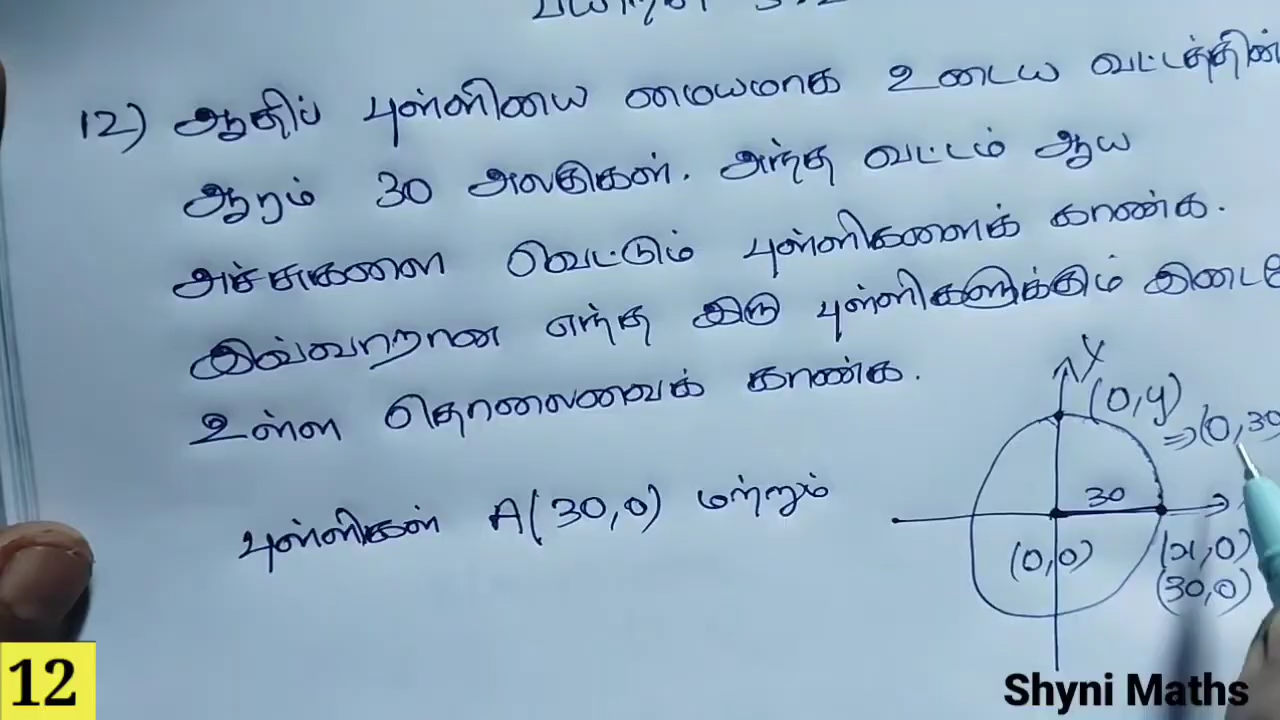 12) ஆதிப் புள்ளியை மையமாக உடைய வட்டத்தின்
ஆரம் 30 அலகிகள். அந்த வட்டம் ஆய
அச்சுகளை வெட்டும் புள்ளிகளைக் காண்க.
இவ்வாறான எந்த இரு புள்ளிகளுக்கும்
உள்ள தொலைவைக் காண்க.
Y
(0,y)
⇒(0,30
30
(0,0)
(x,0)
(30,0)
புள்ளிகள் A(30,0) மற்றும்
12
Shyni Maths